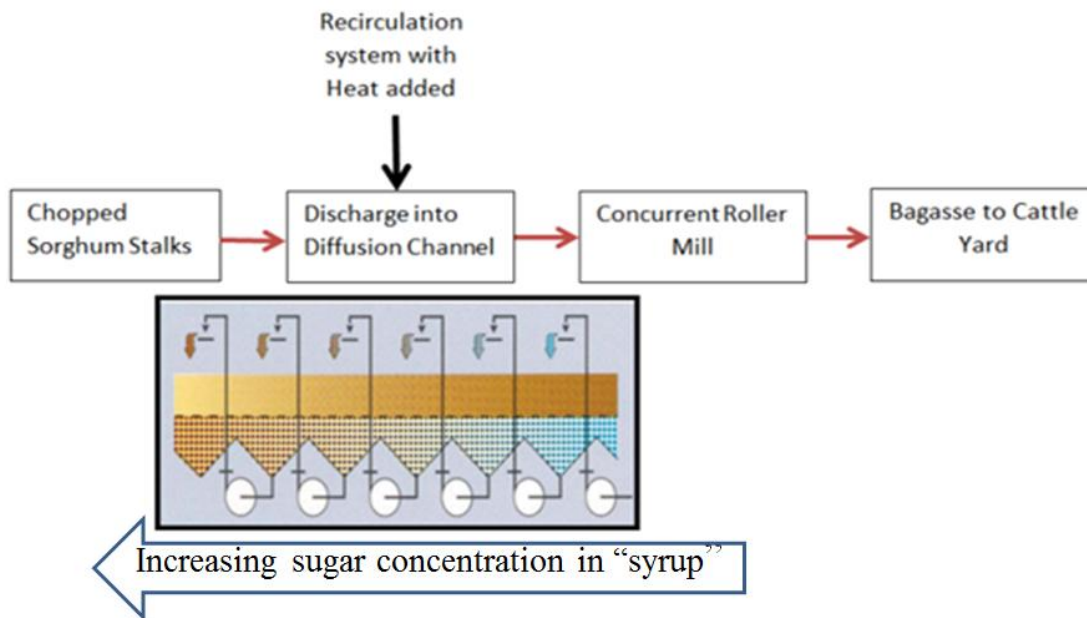 Recirculation
system with
Heat added
Chopped
Sorghum Stalks
Discharge into
Diffusion Channel
Concurrent Roller
Mill
Bagasse to Cattle
Yard
Increasing sugar concentration in “syrup”